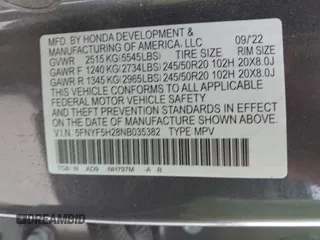 MFD. BY HONDA DEVELOPMENT &
MANUFACTURING OF AMERICA, LLC 09/22
GVWR 2515 KG (5545LBS) TIRE SIZE RIM SIZE
GAWR F 1240 KG (2734LBS) 245/50R20 102H 20X8.0J
GAWR R 1345 KG (2965LBS) 245/50R20 102H 20X8.0J
THIS VEHICLE CONFORMS TO ALL APPLICABLE
FEDERAL MOTOR VEHICLE SAFETY STANDARDS IN
EFFECT ON THE DATE OF MANUFACTURE SHOWN ABOVE.
V.I.N. 5FNYF5H28NB035382 TYPE MPV
NH797M A B
DREAMBID